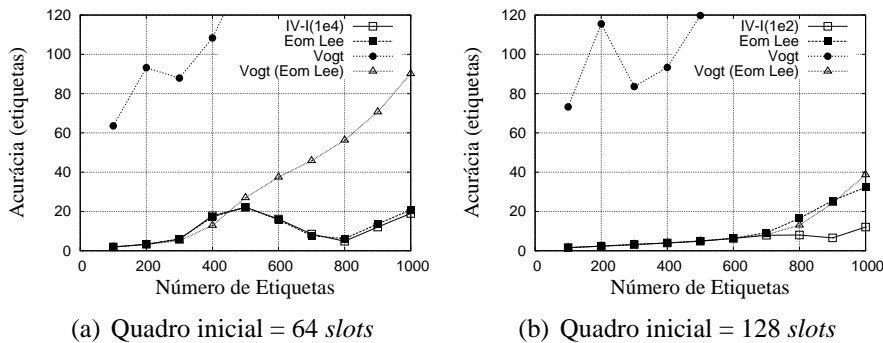 120
100
80
60
40
20
0
0 200 400 600 800 1000
Acurácia (etiquetas)
Número de Etiquetas
IV-I(1e4)
Eom Lee
Vogt
Vogt (Eom Lee)
(a) Quadro inicial = 64 slots
120
100
80
60
40
20
0
0 200 400 600 800 1000
Acurácia (etiquetas)
Número de Etiquetas
IV-I(1e2)
Eom Lee
Vogt
Vogt (Eom Lee)
(b) Quadro inicial = 128 slots